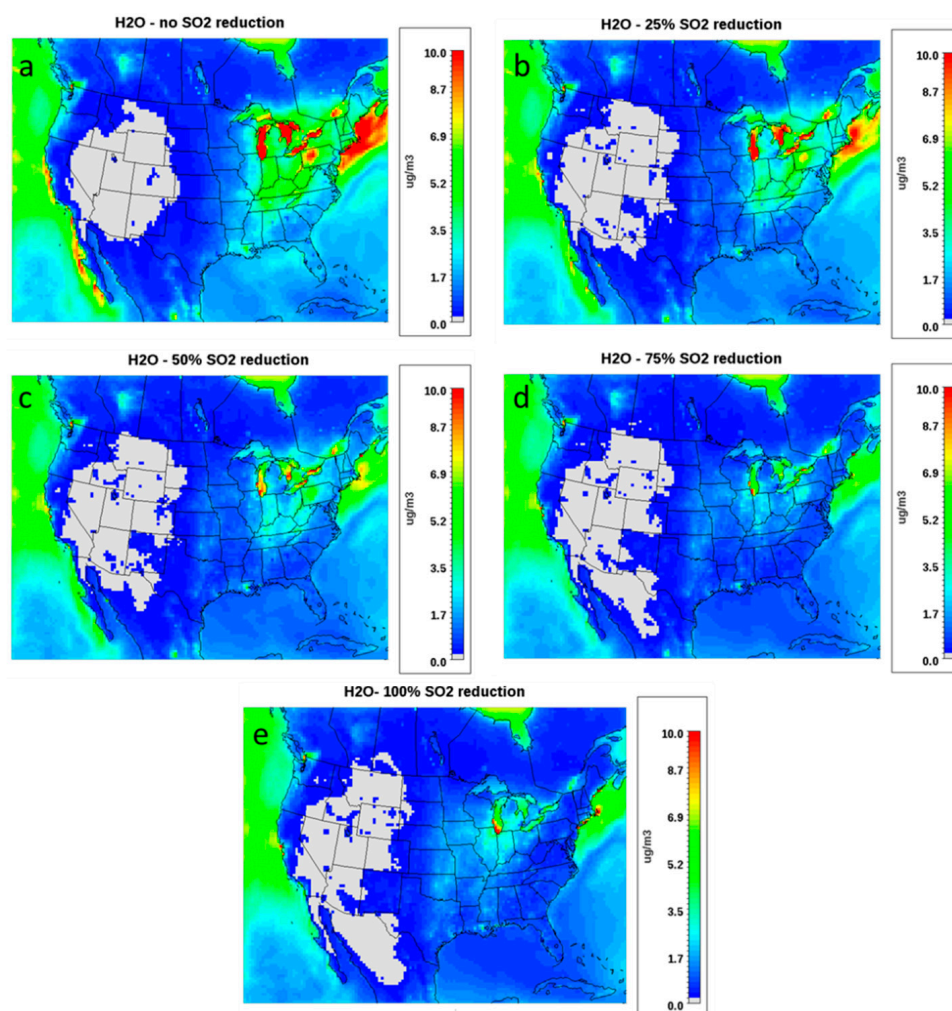 H2O - no SO2 reduction
a
ug/m3
10.0
8.7
6.9
5.2
3.5
1.7
0.0
H2O - 25% SO2 reduction
b
ug/m3
10.0
8.7
6.9
5.2
3.5
1.7
0.0
H2O - 50% SO2 reduction
c
ug/m3
10.0
8.7
6.9
5.2
3.5
1.7
0.0
H2O - 75% SO2 reduction
d
ug/m3
10.0
8.7
6.9
5.2
3.5
1.7
0.0
H2O- 100% SO2 reduction
e
ug/m3
10.0
8.7
6.9
5.2
3.5
1.7
0.0